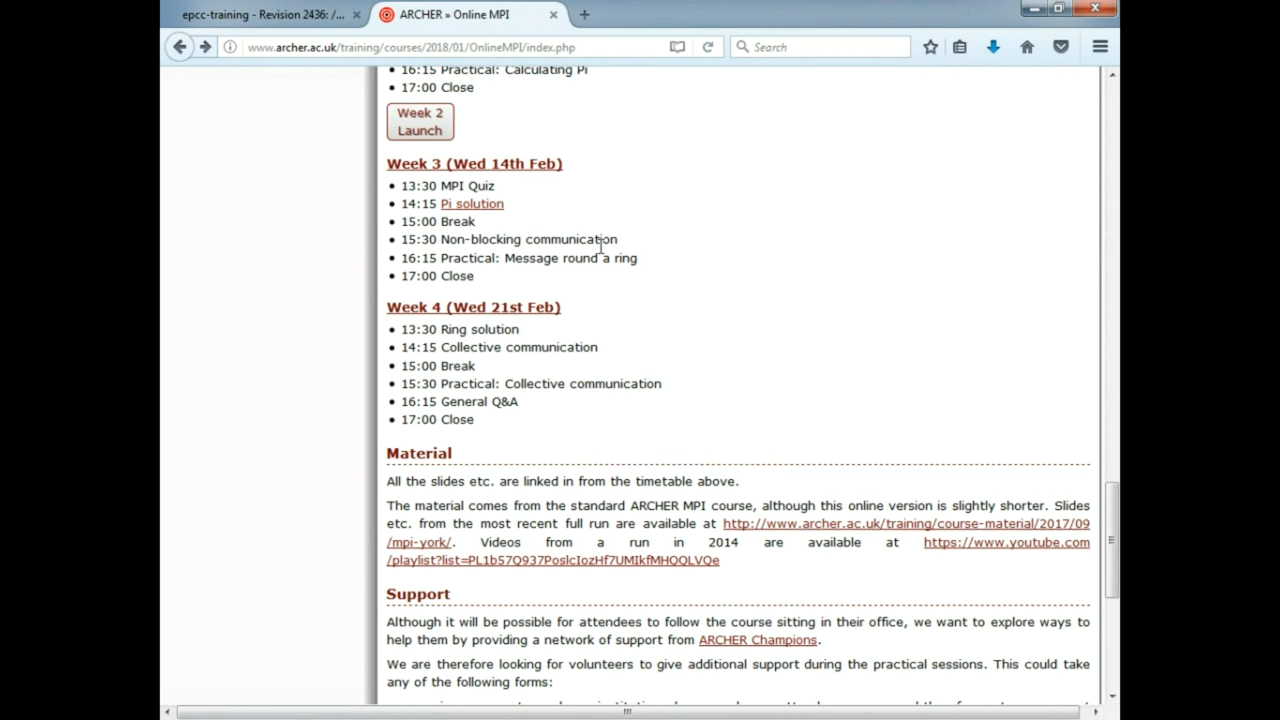 epcc-training - Revision 2436: /...
ARCHER » Online MPI
www.archer.ac.uk/training/courses/2018/01/OnlineMPI/index.php
Search
• 16:15 Practical: Calculating Pi
• 17:00 Close
Week 2
Launch
Week 3 (Wed 14th Feb)
• 13:30 MPI Quiz
• 14:15 Pi solution
• 15:00 Break
• 15:30 Non-blocking communication
• 16:15 Practical: Message round a ring
• 17:00 Close
Week 4 (Wed 21st Feb)
• 13:30 Ring solution
• 14:15 Collective communication
• 15:00 Break
• 15:30 Practical: Collective communication
• 16:15 General Q&A
• 17:00 Close
Material
All the slides etc. are linked in from the timetable above.
The material comes from the standard ARCHER MPI course, although this online version is slightly shorter. Slides
etc. from the most recent full run are available at http://www.archer.ac.uk/training/course-material/2017/09
/mpi-york/. Videos from a run in 2014 are available at https://www.youtube.com
/playlist?list=PL1b57Q937PoslcIozHf7UMIkfMHQQLVQe
Support
Although it will be possible for attendees to follow the course sitting in their office, we want to explore ways to
help them by providing a network of support from ARCHER Champions.
We are therefore looking for volunteers to give additional support during the practical sessions. This could take
any of the following forms: